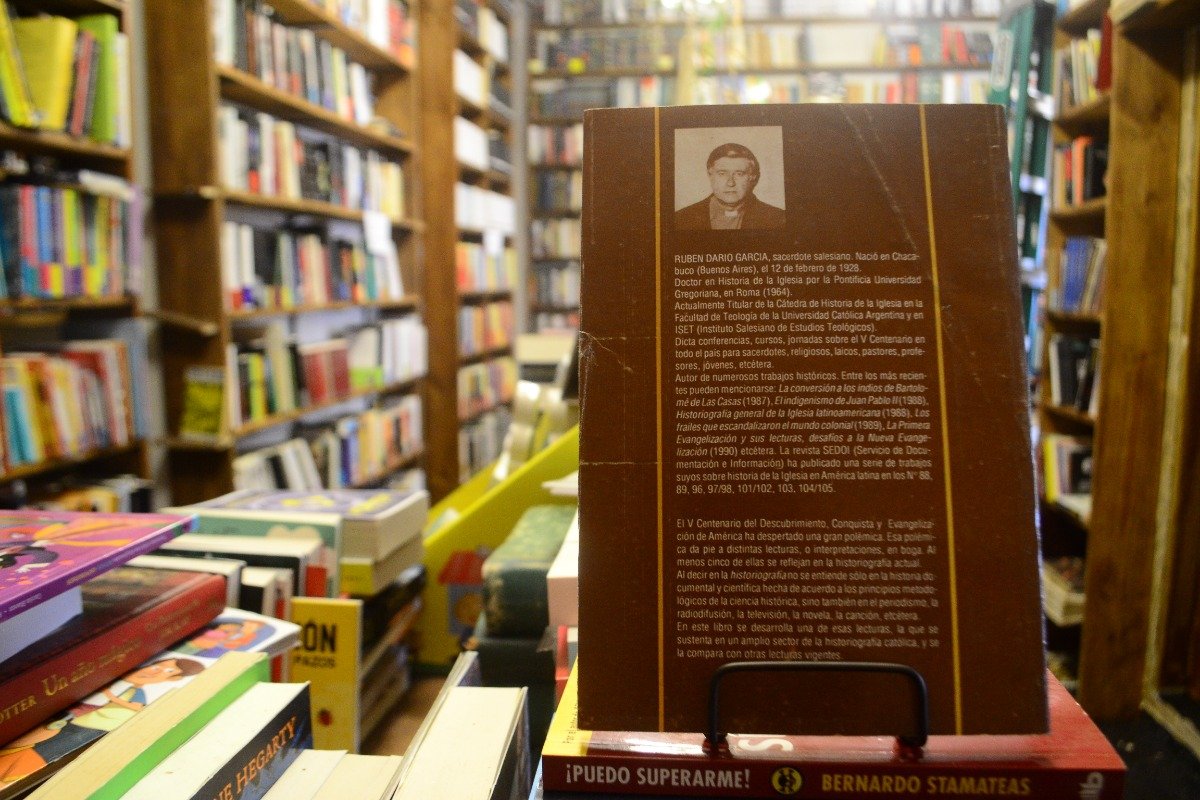 RUBEN DARIO GARCIA, sacerdote salesiano. Nació en Chaca-
buco (Buenos Aires), el 12 de febrero de 1928.
Doctor en Historia de la Iglesia por la Pontificia Universidad
Gregoriana, en Roma (1964).
Actualmente Titular de la Cátedra de Historia de la Iglesia en la
Facultad de Teología de la Universidad Católica Argentina y en
ISET (Instituto Salesiano de Estudios Teológicos).
Dicta conferencias, cursos, jornadas sobre el V Centenario en
todo el país para sacerdotes, religiosos, laicos, pastores, profe-
sores, jóvenes, etcétera.
Autor de numerosos trabajos históricos. Entre los más recien-
tes pueden mencionarse: La conversión a los indios de Bartolo-
mé de Las Casas (1987), El indigenismo de Juan Pablo II (1988),
Historiografía general de la Iglesia latinoamericana (1988), Los
frailes que escandalizaron el mundo colonial (1989), La Primera
Evangelización y sus lecturas, desafíos a la Nueva Evange-
lización (1990) etcétera. La revista SEDOI (Servicio de Docu-
mentación e Información) ha publicado una serie de trabajos
suyos sobre historia de la Iglesia en América latina en los N° 88,
89, 96, 97/98, 101/102, 103, 104/105.
El V Centenario del Descubrimiento, Conquista y Evangeliza-
ción de América ha despertado una gran polémica. Esa polémi-
ca da pie a distintas lecturas, o interpretaciones, en boga. Al
menos cinco de ellas se reflejan en la historiografía actual.
Al decir en la historiografía no se entiende sólo en la historia do-
cumental y científica hecha de acuerdo a los principios metodo-
lógicos de la ciencia histórica, sino también en el periodismo, la
radiodifusión, la televisión, la novela, la canción, etcétera.
En este libro se desarrolla una de esas lecturas, la que se
sustenta en un amplio sector de la historiografía católica, y se
la compara con otras lecturas vigentes.
¡PUEDO SUPERARME! BERNARDO STAMATEAS
OTTER Un año mágico
NE HEGARTY
ÓN
PAZOS